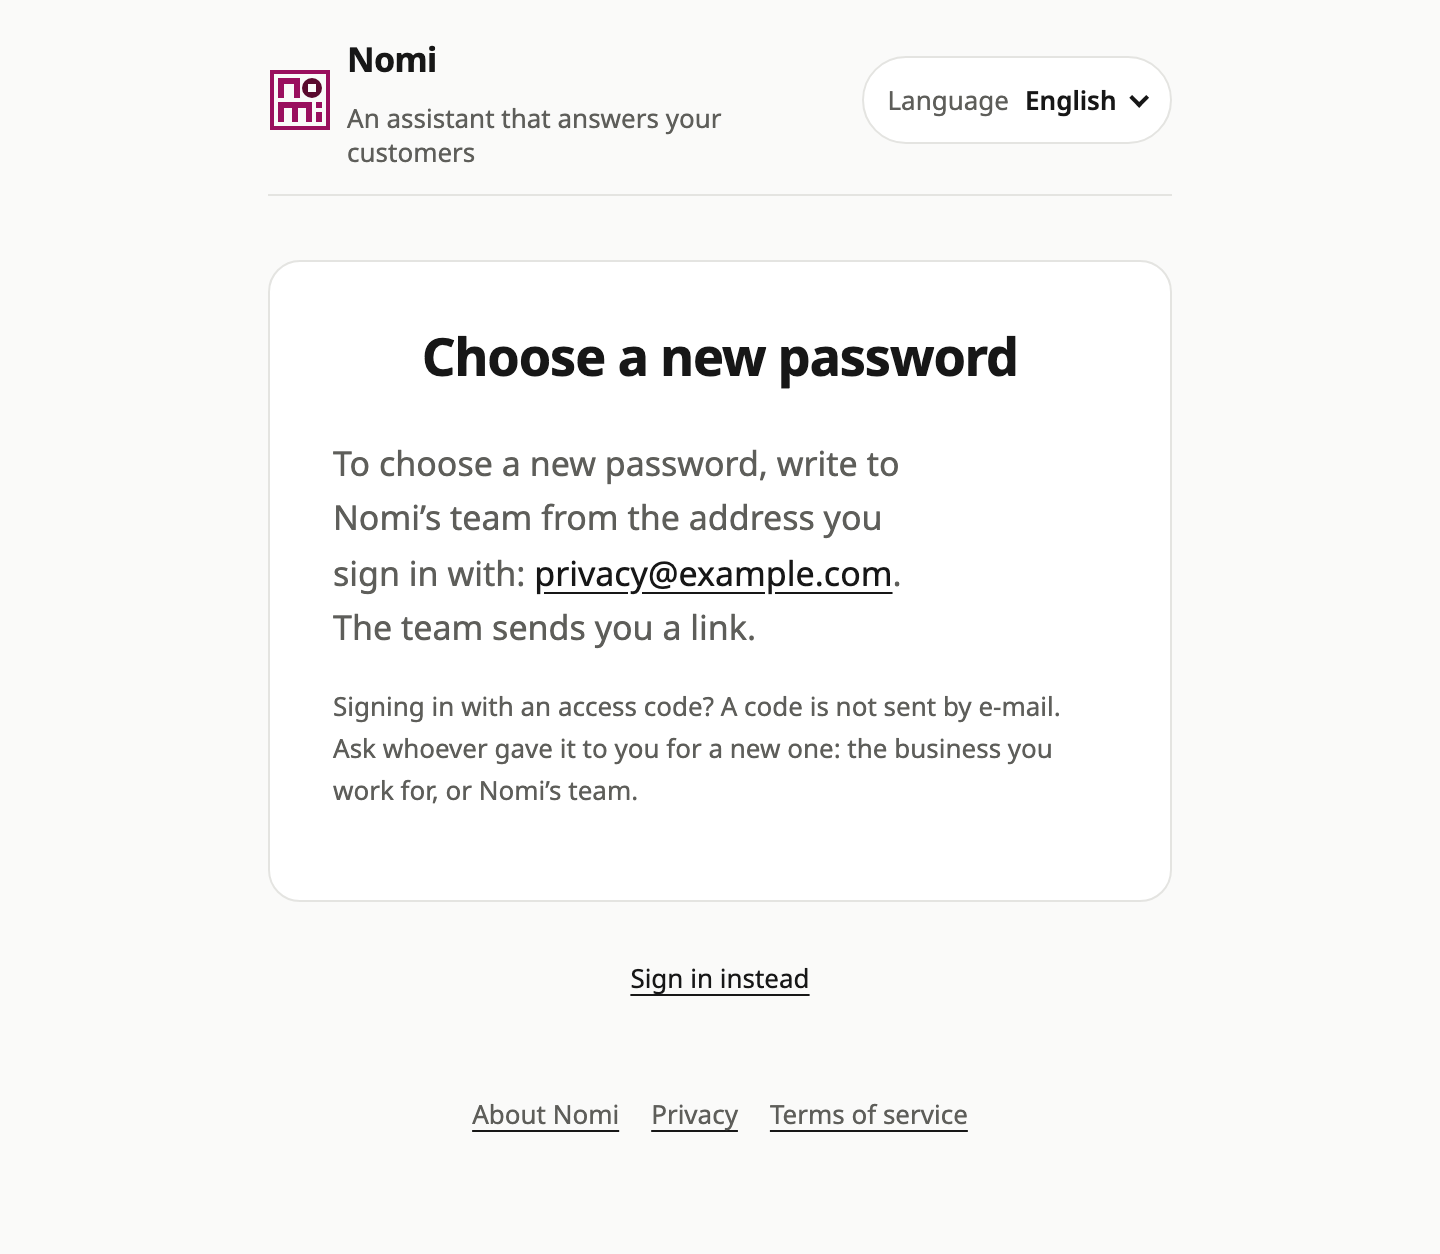 nomi
Nomi
An assistant that answers your
customers
Language English
Choose a new password
To choose a new password, write to
Nomi’s team from the address you
sign in with: privacy@example.com.
The team sends you a link.
Signing in with an access code? A code is not sent by e-mail.
Ask whoever gave it to you for a new one: the business you
work for, or Nomi’s team.
Sign in instead
About Nomi Privacy Terms of service